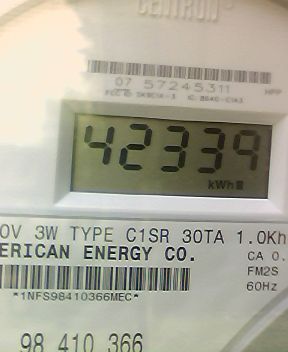 CENTRON
07 57245311
HPP
42339
kWh
0V 3W TYPE C1SR 30TA 1.0Kh
ERICAN ENERGY CO.
CA 0.
FM2S
60Hz
*1NFS98410366MEC*
98 410 366